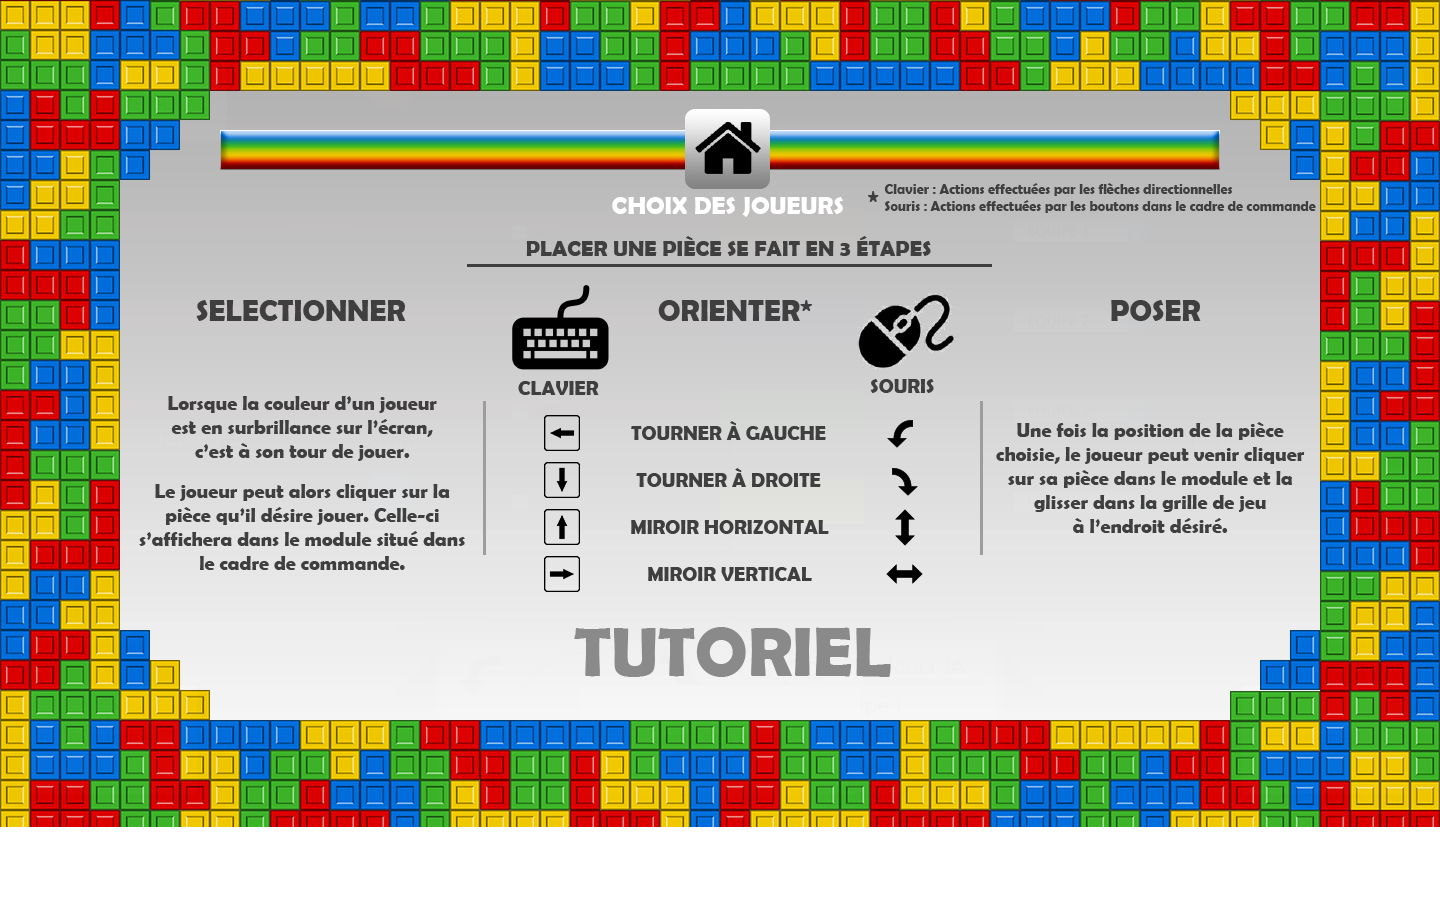 CHOIX DES JOUEURS
★ Clavier : Actions effectuées par les flèches directionnelles
Souris : Actions effectuées par les boutons dans le cadre de commande
PLACER UNE PIÈCE SE FAIT EN 3 ÉTAPES
SELECTIONNER
Lorsque la couleur d'un joueur
est en surbrillance sur l'écran,
c'est à son tour de jouer.
Le joueur peut alors cliquer sur la
pièce qu'il désire jouer. Celle-ci
s'affichera dans le module situé dans
le cadre de commande.
ORIENTER★
CLAVIER
SOURIS
TOURNER À GAUCHE
TOURNER À DROITE
MIROIR HORIZONTAL
MIROIR VERTICAL
POSER
Une fois la position de la pièce
choisie, le joueur peut venir cliquer
sur sa pièce dans le module et la
glisser dans la grille de jeu
à l'endroit désiré.
TUTORIEL